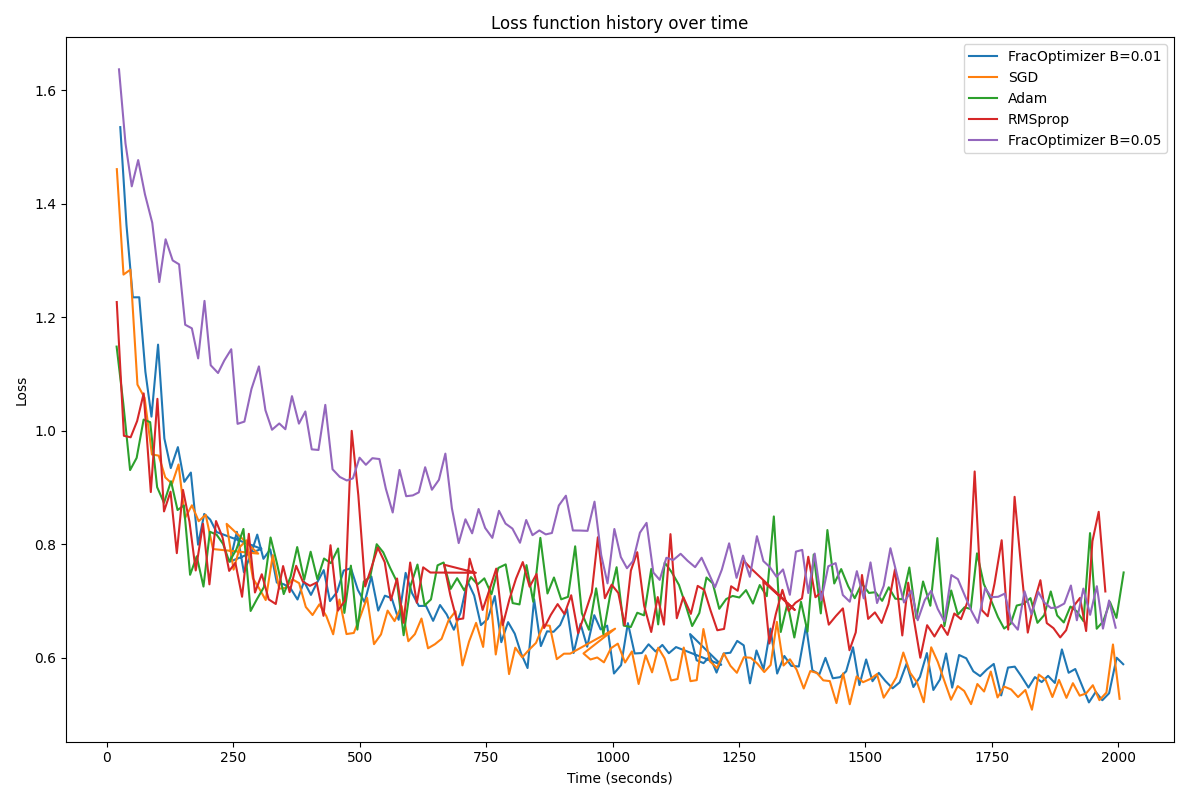 Loss function history over time
FracOptimizer B=0.01
SGD
Adam
RMSprop
FracOptimizer B=0.05
1.6
1.4
1.2
1.0
0.8
0.6
Loss
0
250
500
750
1000
1250
1500
1750
2000
Time (seconds)